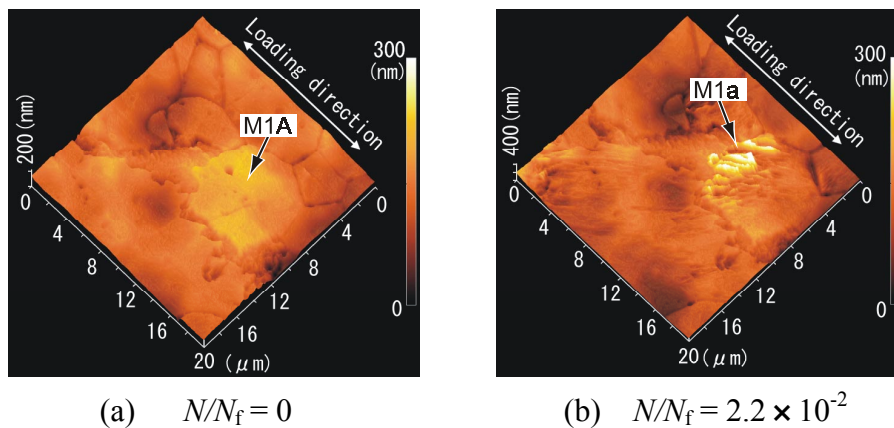 Loading direction
300
(nm)
M1A
200 (nm)
0
4
8
12
16
20 (μm)
0
4
8
12
16
0
Loading direction
300
(nm)
M1a
400 (nm)
0
4
8
12
16
20 (μm)
0
4
8
12
16
0
(a) N/Nf = 0
(b) N/Nf = 2.2 × 10-2